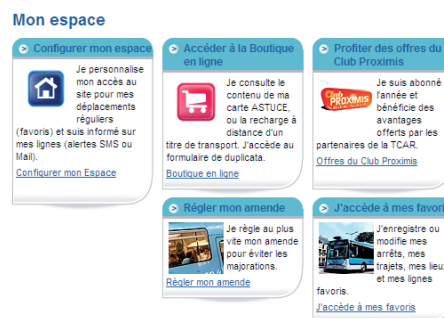 Mon espace
Configurer mon espace
Je personnalise
mon accès au
site pour mes
déplacements
réguliers
(favoris) et suis informé sur
mes lignes (alertes SMS ou
Mail).
Configurer mon Espace
Accéder à la Boutique
en ligne
Je consulte le
contenu de ma
carte ASTUCE,
ou la recharge à
distance d'un
titre de transport. J'accède au
formulaire de duplicata.
Boutique en ligne
Profiter des offres du
Club Proximis
Club
PROXIMIS
Je suis abonné
l'année et
bénéficie des
avantages
offerts par les
partenaires de la TCAR.
Offres du Club Proximis
Régler mon amende
Je règle au plus
vite mon amende
pour éviter les
majorations.
Régler mon amende
J'accède à mes favoris
J'enregistre ou
modifie mes
arrêts, mes
trajets, mes lieux
et mes lignes
favoris.
J'accède à mes favoris